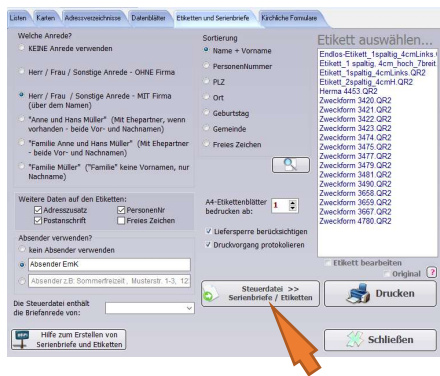 Listen Karten Adressverzeichnisse Datenblätter Etiketten und Serienbriefe Kirchliche Fomulare
Welche Anrede?
KEINE Anrede verwenden
Herr / Frau / Sonstige Anrede - OHNE Firma
Herr / Frau / Sonstige Anrede - MIT Firma
(über dem Namen)
"Anne und Hans Müller" (Mit Ehepartner, wenn
vorhanden - beide Vor- und Nachnamen)
"Familie Anne und Hans Müller" (Mit Ehepartner
- beide Vor- und Nachnamen)
"Familie Müller" ("Familie" keine Vornamen, nur
Nachname)
Weitere Daten auf den Etiketten:
Adresszusatz PersonenNr
Postanschrift Freies Zeichen
Absender verwenden?
kein Absender verwenden
Absender EmK
Absender z.B. Sommerfreizeit , Musterstr. 1-3, 12
Die Steuerdatei enthält
die Briefanrede von:
Hilfe zum Erstellen von
Serienbriefe und Etiketten
Sortierung
Name + Vorname
PersonenNummer
PLZ
Ort
Geburtstag
Gemeinde
Freies Zeichen
A4-Etikettenblätter
bedrucken ab: 1
Liefersperre berücksichtigen
Druckvorgang protokolieren
Steuerdatei >>
Serienbriefe / Etiketten
Etikett auswählen...
Endlos-Etikett_1spaltig_4cmLinks.
Etikett_1 spaltig, 4cm_hoch_7breit
Etikett_1spaltig_4cmLinks.QR2
Etikett_2spaltig_4cmH.QR2
Herma 4453.QR2
Zweckform 3420.QR2
Zweckform 3421.QR2
Zweckform 3422.QR2
Zweckform 3423.QR2
Zweckform 3474.QR2
Zweckform 3475.QR2
Zweckform 3477.QR2
Zweckform 3479.QR2
Zweckform 3481.QR2
Zweckform 3490.QR2
Zweckform 3658.QR2
Zweckform 3659.QR2
Zweckform 3667.QR2
Zweckform 4780.QR2
Etikett bearbeiten
Original ?
Drucken
Schließen